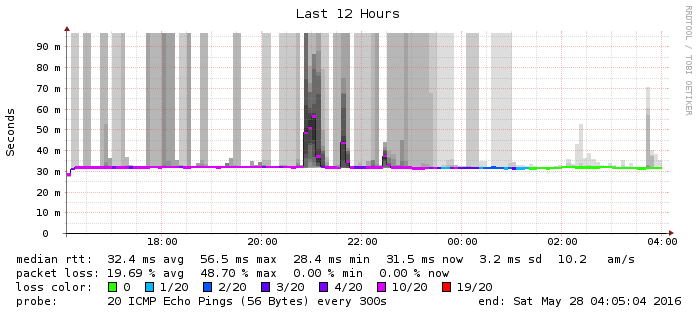 Last 12 Hours
RRDTOOL / TOBI OETIKER
Seconds
90 m
80 m
70 m
60 m
50 m
40 m
30 m
20 m
10 m
0
18:00 20:00 22:00 00:00 02:00 04:00
median rtt: 32.4 ms avg 56.5 ms max 28.4 ms min 31.5 ms now 3.2 ms sd 10.2 am/s
packet loss: 19.69 % avg 48.70 % max 0.00 % min 0.00 % now
loss color: 0 1/20 2/20 3/20 4/20 10/20 19/20
probe: 20 ICMP Echo Pings (56 Bytes) every 300s end: Sat May 28 04:05:04 2016